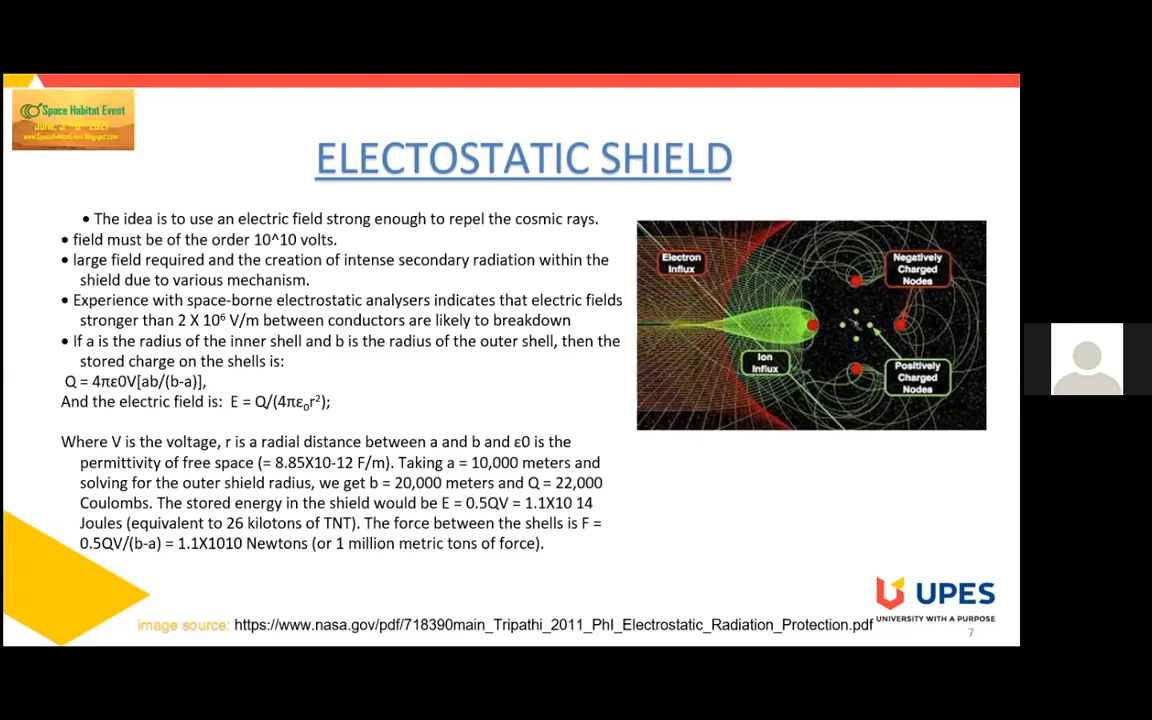 Space Habitat Event
June, 3rd-6th 2021
www.SpaceHabitatEvent.Blogspot.com
ELECTOSTATIC SHIELD
• The idea is to use an electric field strong enough to repel the cosmic rays.
• field must be of the order 10^10 volts.
• large field required and the creation of intense secondary radiation within the
shield due to various mechanism.
• Experience with space-borne electrostatic analysers indicates that electric fields
stronger than 2 X 10⁶ V/m between conductors are likely to breakdown
• If a is the radius of the inner shell and b is the radius of the outer shell, then the
stored charge on the shells is:
Q = 4πε0V[ab/(b-a)],
And the electric field is: E = Q/(4πε₀r²);
Where V is the voltage, r is a radial distance between a and b and ε0 is the
permittivity of free space (= 8.85X10-12 F/m). Taking a = 10,000 meters and
solving for the outer shield radius, we get b = 20,000 meters and Q = 22,000
Coulombs. The stored energy in the shield would be E = 0.5QV = 1.1X10 14
Joules (equivalent to 26 kilotons of TNT). The force between the shells is F =
0.5QV/(b-a) = 1.1X1010 Newtons (or 1 million metric tons of force).
Electron
Influx
Negatively
Charged
Nodes
Ion
Influx
Positively
Charged
Nodes
UPES
UNIVERSITY WITH A PURPOSE
image source: https://www.nasa.gov/pdf/718390main_Tripathi_2011_PhI_Electrostatic_Radiation_Protection.pdf
7